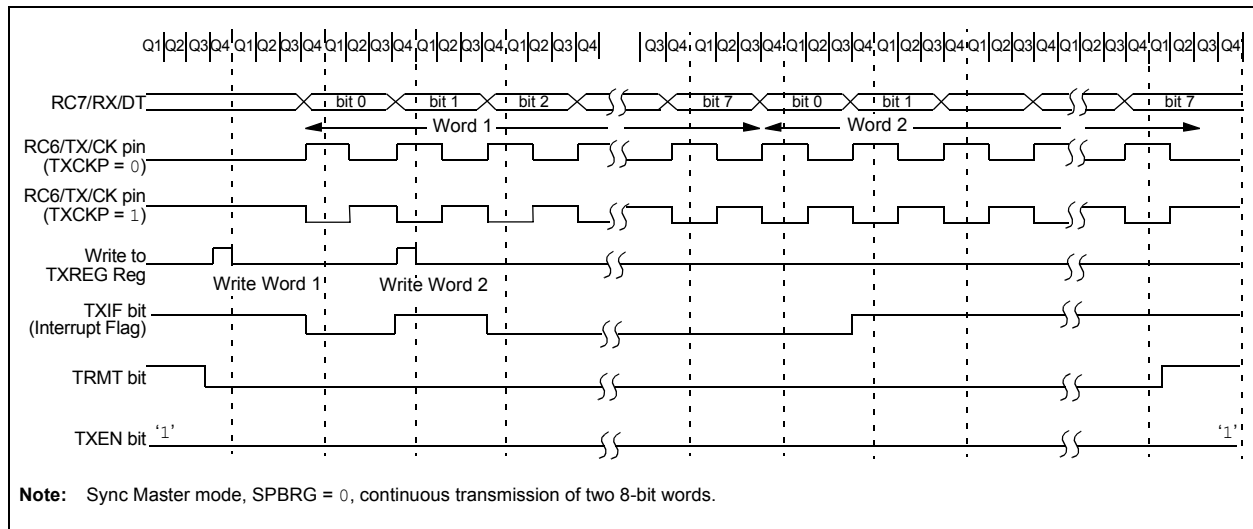 Q1 Q2 Q3 Q4 Q1 Q2 Q3 Q4 Q1 Q2 Q3 Q4 Q1 Q2 Q3 Q4 Q1 Q2 Q3 Q4 Q3 Q4 Q1 Q2 Q3 Q4 Q1 Q2 Q3 Q4 Q1 Q2 Q3 Q4 Q1 Q2 Q3 Q4 Q1 Q2 Q3 Q4 Q1 Q2 Q3 Q4
RC7/RX/DT bit 0 bit 1 bit 2 bit 7 bit 0 bit 1 bit 7
Word 1 Word 2
RC6/TX/CK pin
(TXCKP = 0)
RC6/TX/CK pin
(TXCKP = 1)
Write to
TXREG Reg
Write Word 1 Write Word 2
TXIF bit
(Interrupt Flag)
TRMT bit
TXEN bit '1' '1'
Note: Sync Master mode, SPBRG = 0, continuous transmission of two 8-bit words.